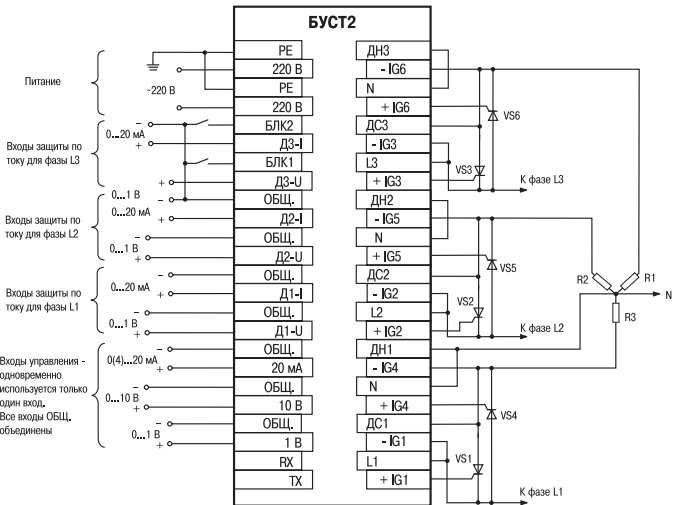 БУСТ2
Питание
~220 В
Входы защиты по
току для фазы L3
-
0...20 мА
+
+
0...1 В
-
Входы защиты по
току для фазы L2
0...20 мА
+
-
0...1 В
+
Входы защиты по
току для фазы L1
-
0...20 мА
+
-
0...1 В
+
Входы управления -
одновременно
используется только
один вход.
Все входы ОБЩ.
объединены
-
0(4)...20 мА
+
-
0...10 В
+
-
0...1 В
+
PE
220 В
PE
220 В
БЛК2
Д3-I
БЛК1
Д3-U
ОБЩ.
Д2-I
ОБЩ.
Д2-U
ОБЩ.
Д1-I
ОБЩ.
Д1-U
ОБЩ.
20 мА
ОБЩ.
10 В
ОБЩ.
1 В
RX
TX
ДН3
- IG6
N
+ IG6
ДС3
- IG3
L3
+ IG3
ДН2
- IG5
N
+ IG5
ДС2
- IG2
L2
+ IG2
ДН1
- IG4
N
+ IG4
ДС1
- IG1
L1
+ IG1
VS6
VS3
К фазе L3
VS5
VS2
К фазе L2
R2
R1
N
R3
VS4
VS1
К фазе L1